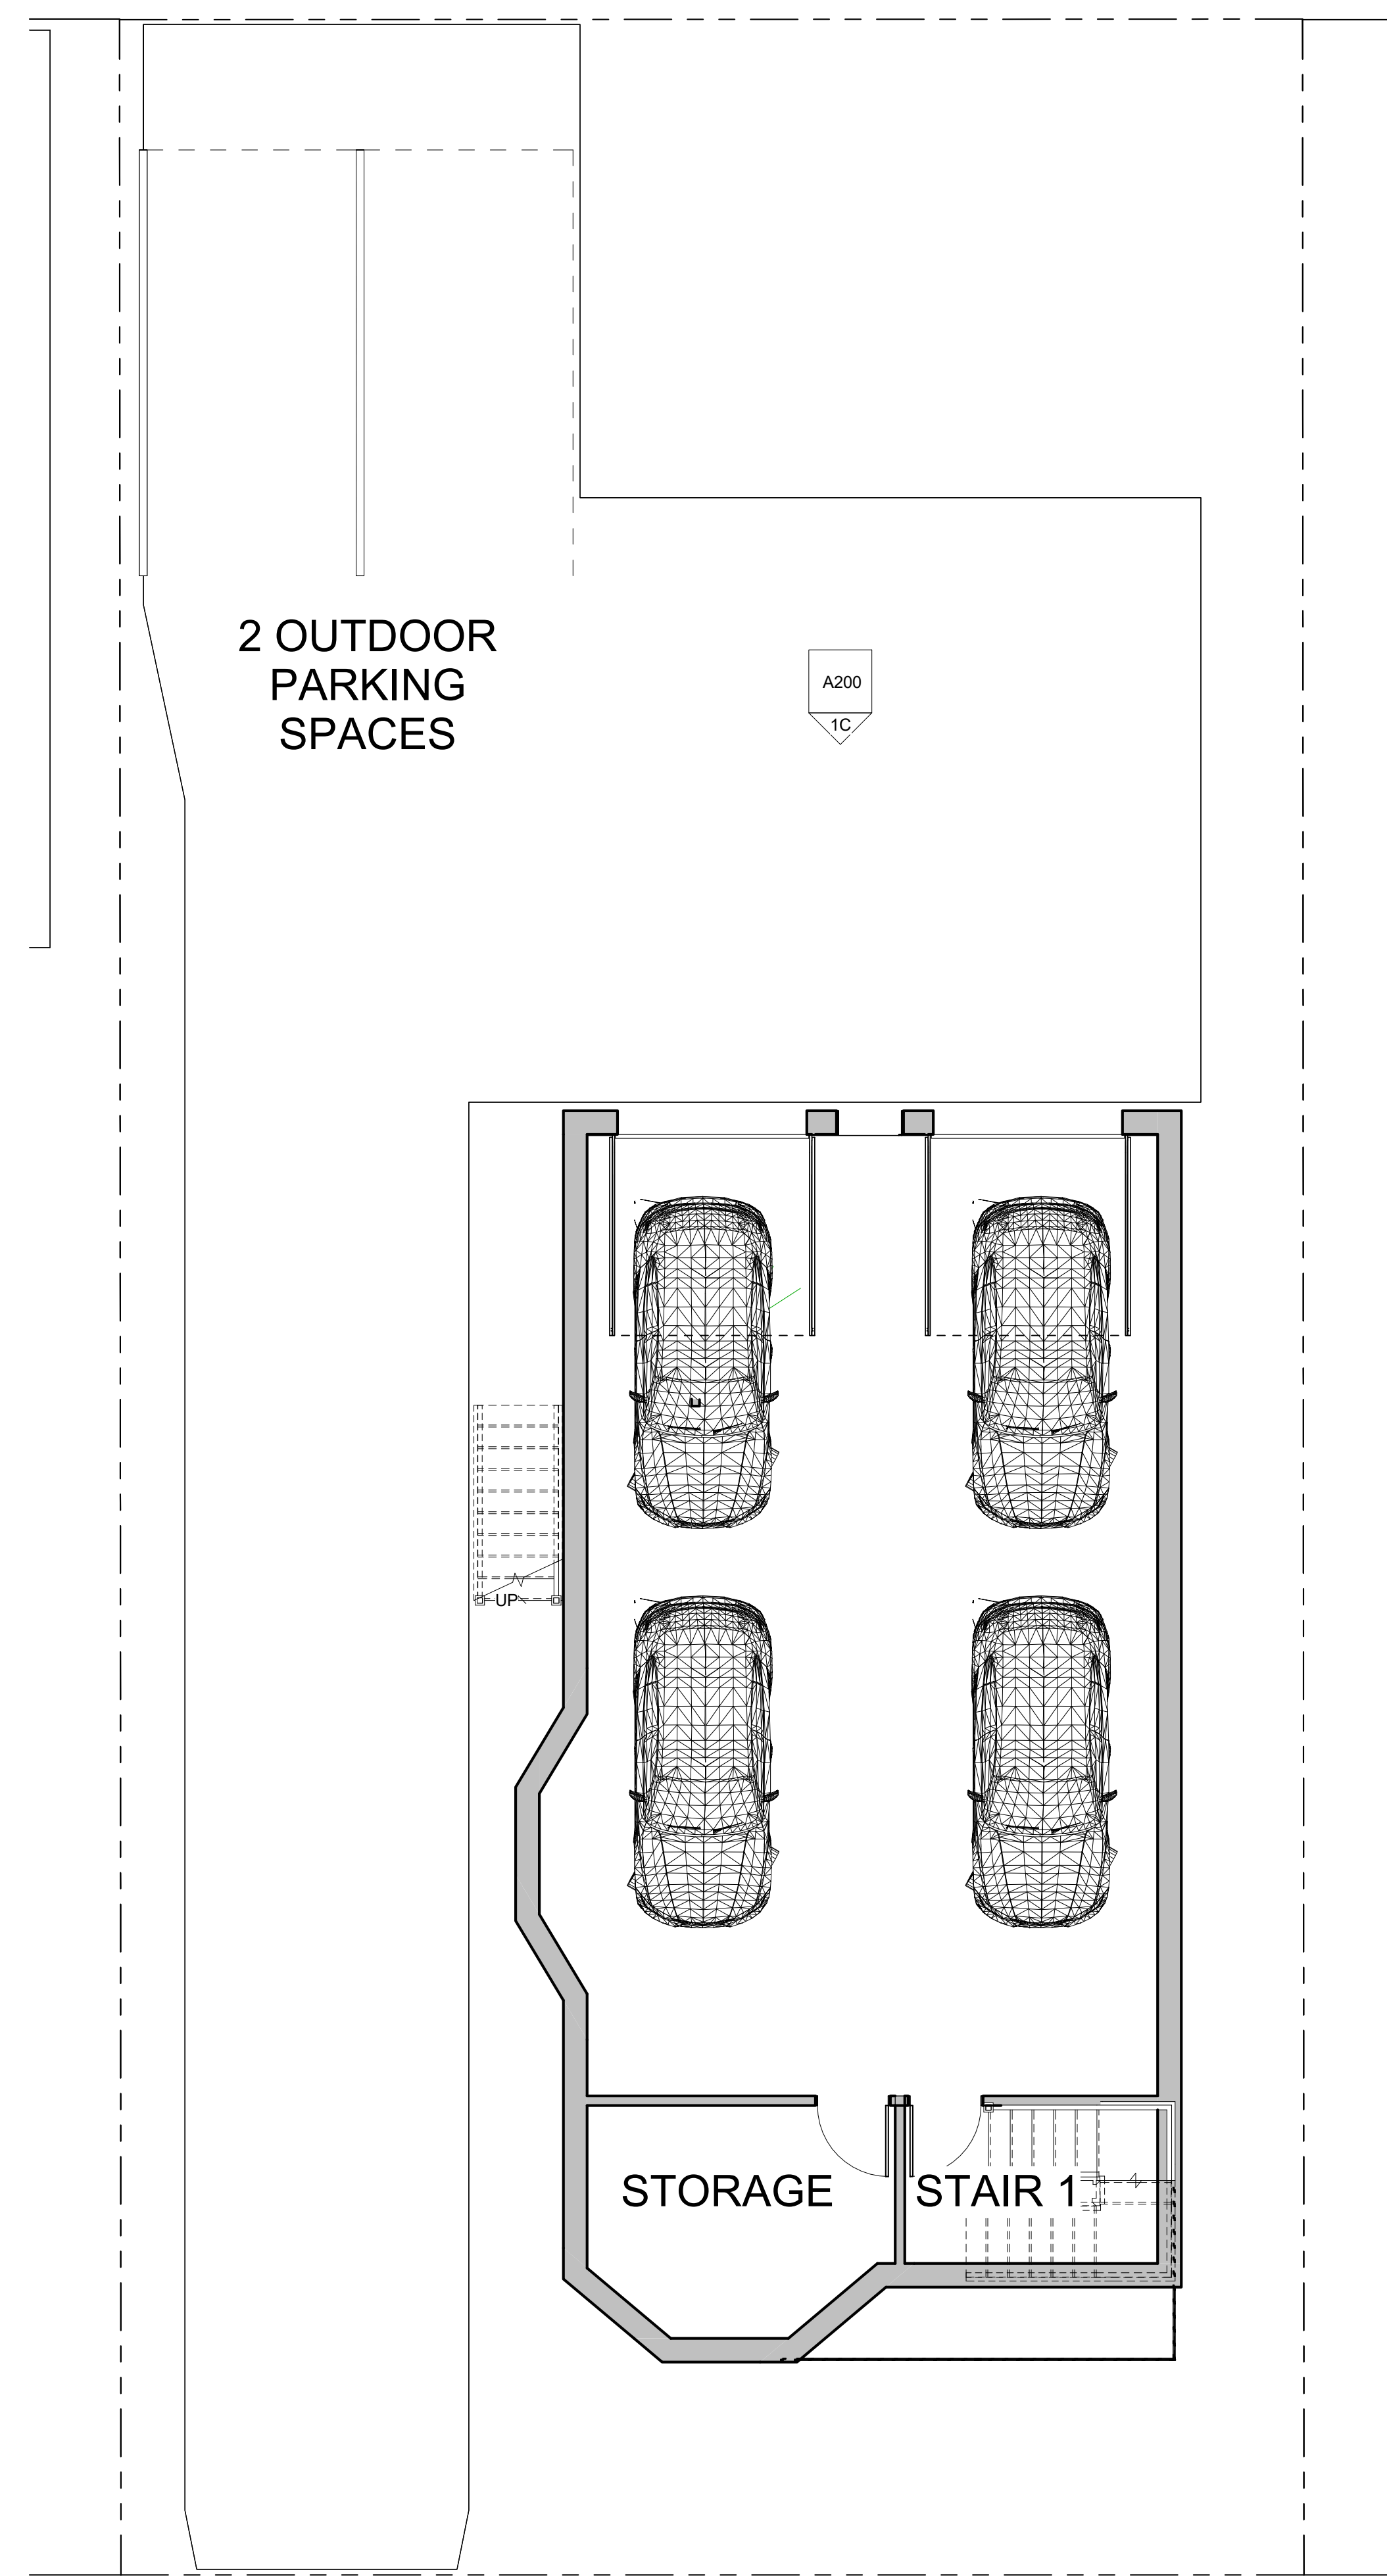 2 OUTDOOR
PARKING
SPACES
A200
1C
UP
STORAGE
STAIR 1